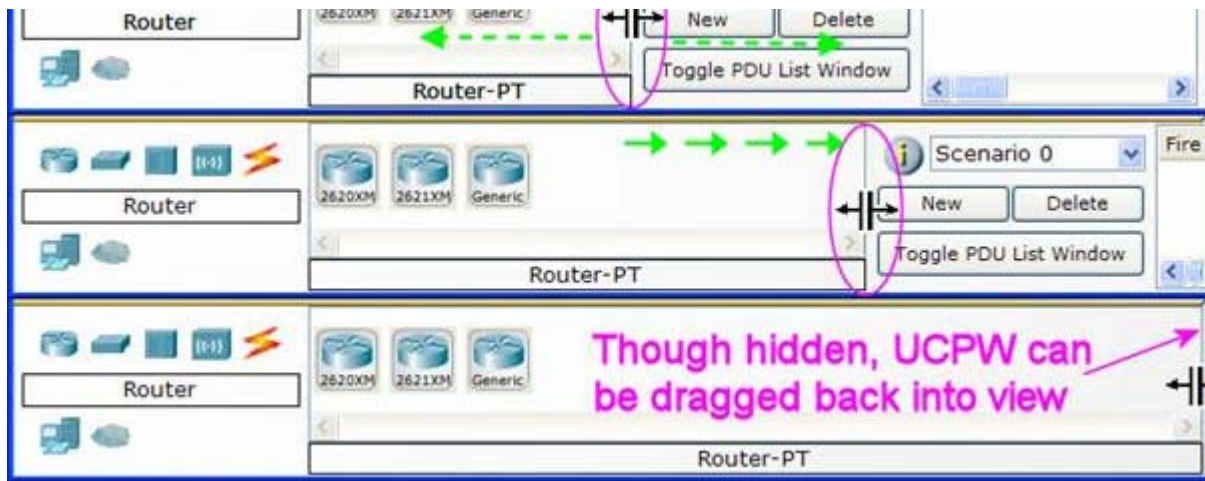 Router
2620XM 2621XM Generic
New Delete
Toggle PDU List Window
Router-PT
Scenario 0
Fire
2620XM 2621XM Generic
Router
New Delete
Toggle PDU List Window
Router-PT
2620XM 2621XM Generic
Router
Though hidden, UCPW can
be dragged back into view
Router-PT